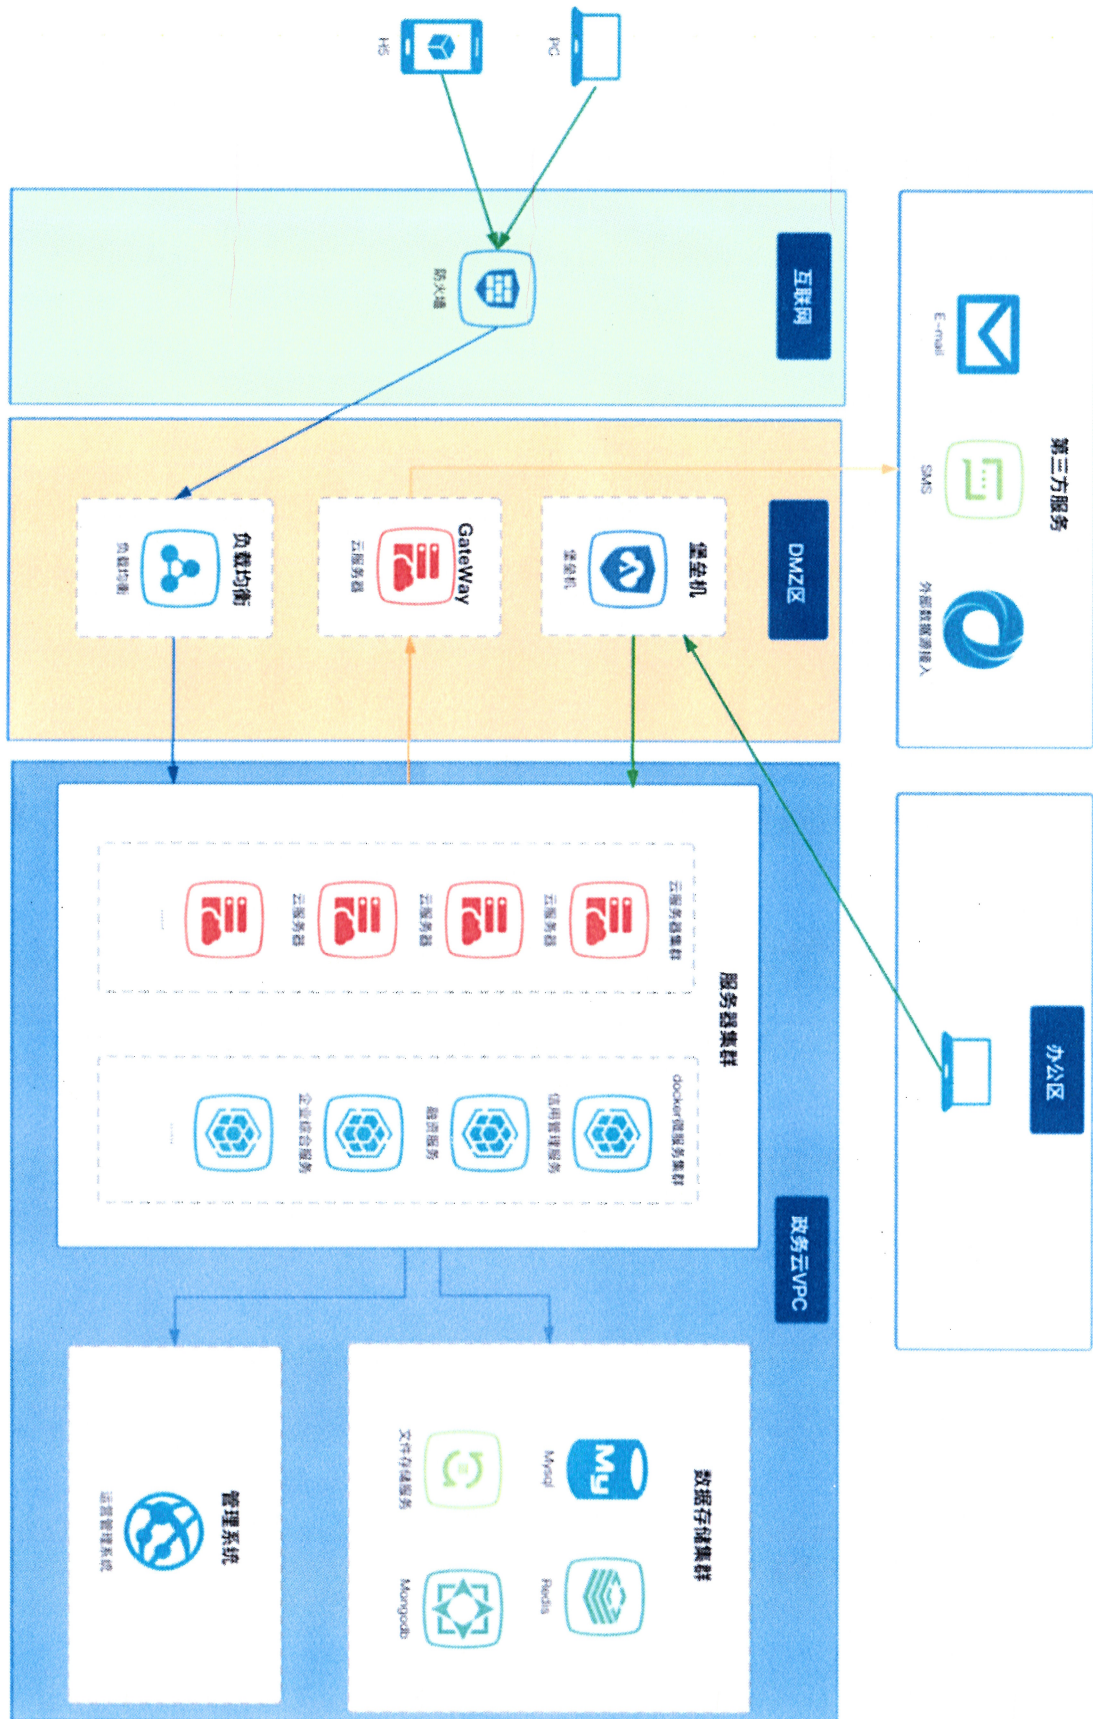 第三方服务
E-mail
SMS
外部数据源接入
办公区
PC
H5
互联网
防火墙
DMZ区
堡垒机
堡垒机
GateWay
云服务器
负载均衡
负载均衡
政务云VPC
服务器集群
云服务器集群
云服务器
云服务器
云服务器
......
docker微服务集群
信用管理服务
融资服务
企业综合服务
......
数据存储集群
My
Mysql
Redis
文件存储服务
Mongodb
管理系统
运营管理系统